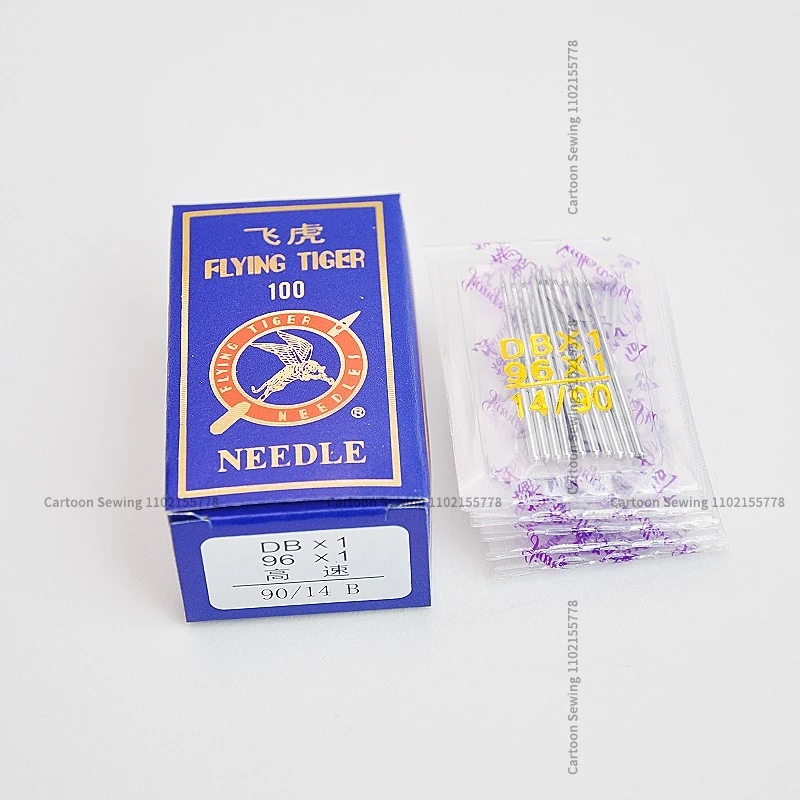 飞虎
FLYING TIGER
100
FLYING TIGER
NEEDLES
®
NEEDLE
DB×1
96 ×1
高 速
90/14 B
DB×1
96 ×1
14/90
Cartoon Sewing 1102155778
Cartoon Sewing 1102155778
Cartoon Sewing 1102155778
Cartoon Sewing 1102155778
Cartoon Sewing 1102155778